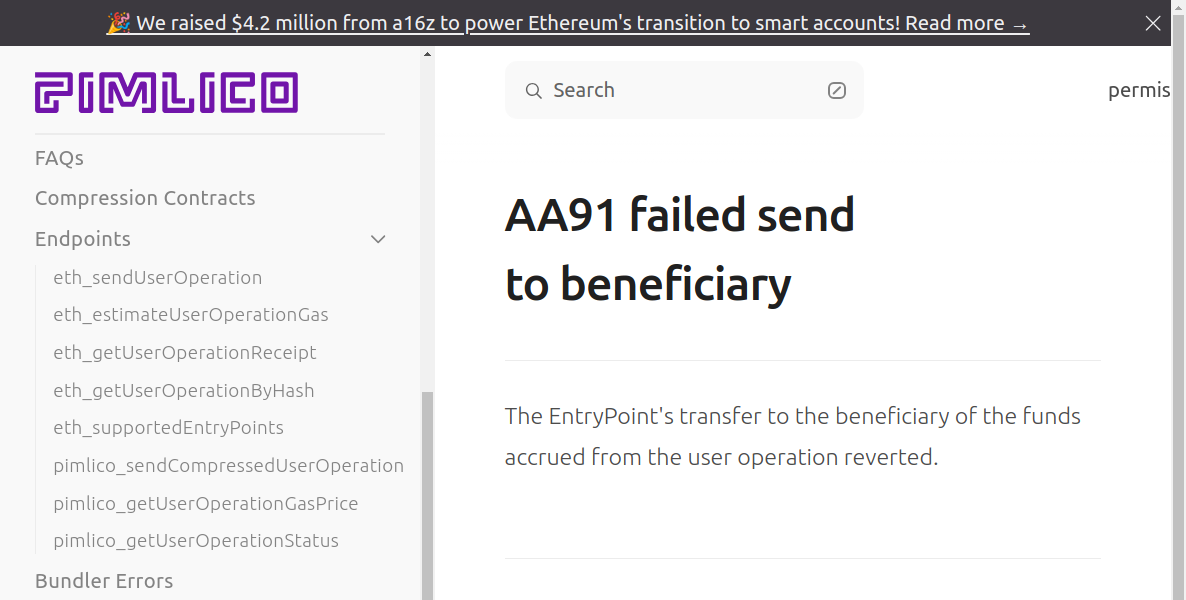 🎉 We raised $4.2 million from a16z to power Ethereum's transition to smart accounts! Read more →
PIMLICO
FAQs
Compression Contracts
Endpoints
eth_sendUserOperation
eth_estimateUserOperationGas
eth_getUserOperationReceipt
eth_getUserOperationByHash
eth_supportedEntryPoints
pimlico_sendCompressedUserOperation
pimlico_getUserOperationGasPrice
pimlico_getUserOperationStatus
Bundler Errors
Search
permis
AA91 failed send
to beneficiary
The EntryPoint's transfer to the beneficiary of the funds
accrued from the user operation reverted.